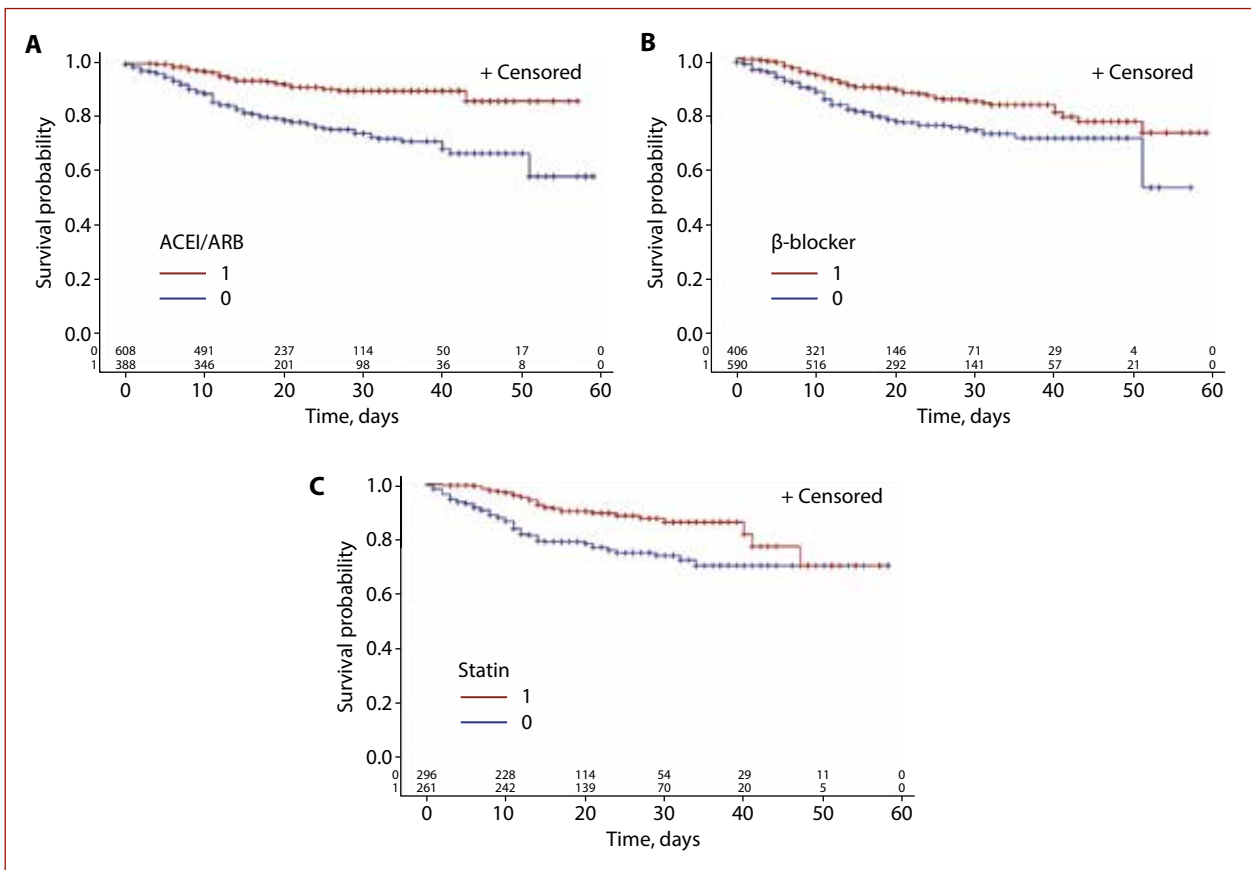 A
1.0
0.8
0.6
0.4
0.2
0.0
Survival probability
+ Censored
ACEI/ARB
1
0
0 608 491 237 114 50 17 0
1 388 346 201 98 36 8 0
0 10 20 30 40 50 60
Time, days
B
1.0
0.8
0.6
0.4
0.2
0.0
Survival probability
+ Censored
β-blocker
1
0
0 406 321 146 71 29 4 0
1 590 516 292 141 57 21 0
0 10 20 30 40 50 60
Time, days
C
1.0
0.8
0.6
0.4
0.2
0.0
Survival probability
+ Censored
Statin
1
0
0 296 228 114 54 29 11 0
1 261 242 139 70 20 5 0
0 10 20 30 40 50 60
Time, days